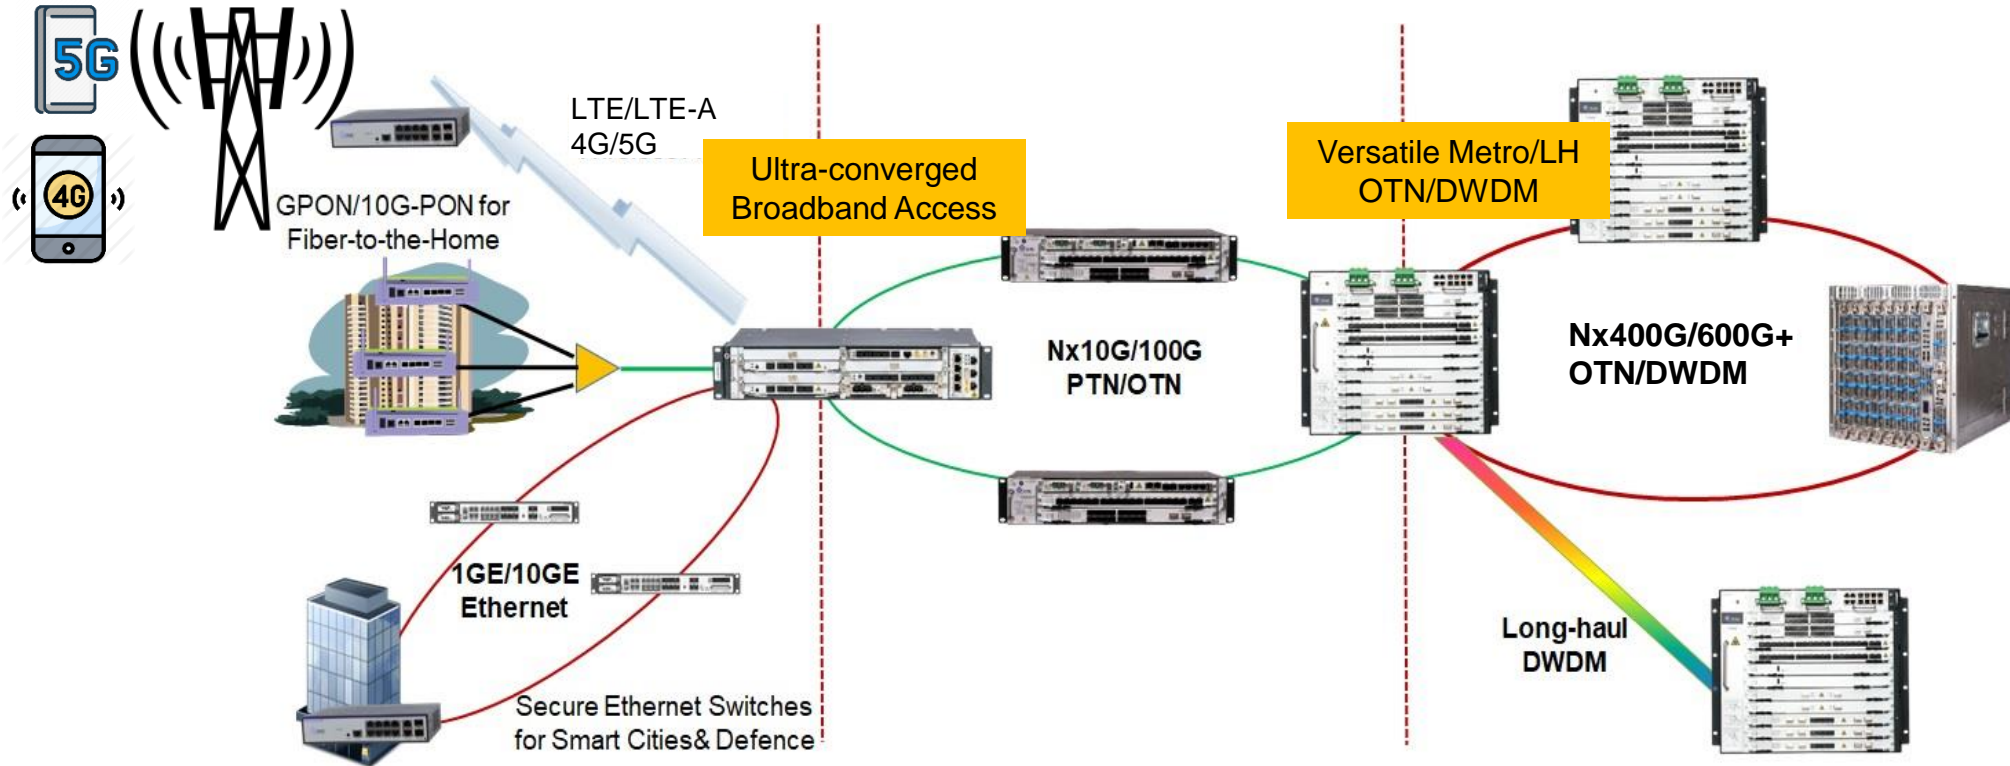 5G
4G
LTE/LTE-A
4G/5G
GPON/10G-PON for
Fiber-to-the-Home
Ultra-converged
Broadband Access
Versatile Metro/LH
OTN/DWDM
Nx10G/100G
PTN/OTN
Nx400G/600G+
OTN/DWDM
1GE/10GE
Ethernet
Long-haul
DWDM
Secure Ethernet Switches
for Smart Cities& Defence